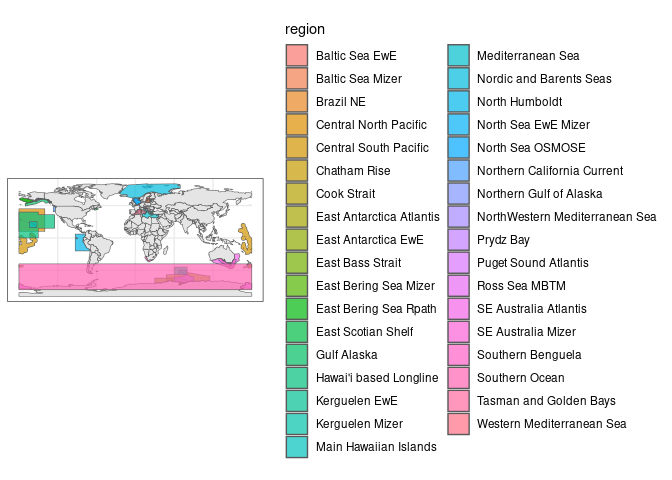 region
Baltic Sea EwE
Baltic Sea Mizer
Brazil NE
Central North Pacific
Central South Pacific
Chatham Rise
Cook Strait
East Antarctica Atlantis
East Antarctica EwE
East Bass Strait
East Bering Sea Mizer
East Bering Sea Rpath
East Scotian Shelf
Gulf Alaska
Hawai'i based Longline
Kerguelen EwE
Kerguelen Mizer
Main Hawaiian Islands
Mediterranean Sea
Nordic and Barents Seas
North Humboldt
North Sea EwE Mizer
North Sea OSMOSE
Northern California Current
Northern Gulf of Alaska
NorthWestern Mediterranean Sea
Prydz Bay
Puget Sound Atlantis
Ross Sea MBTM
SE Australia Atlantis
SE Australia Mizer
Southern Benguela
Southern Ocean
Tasman and Golden Bays
Western Mediterranean Sea